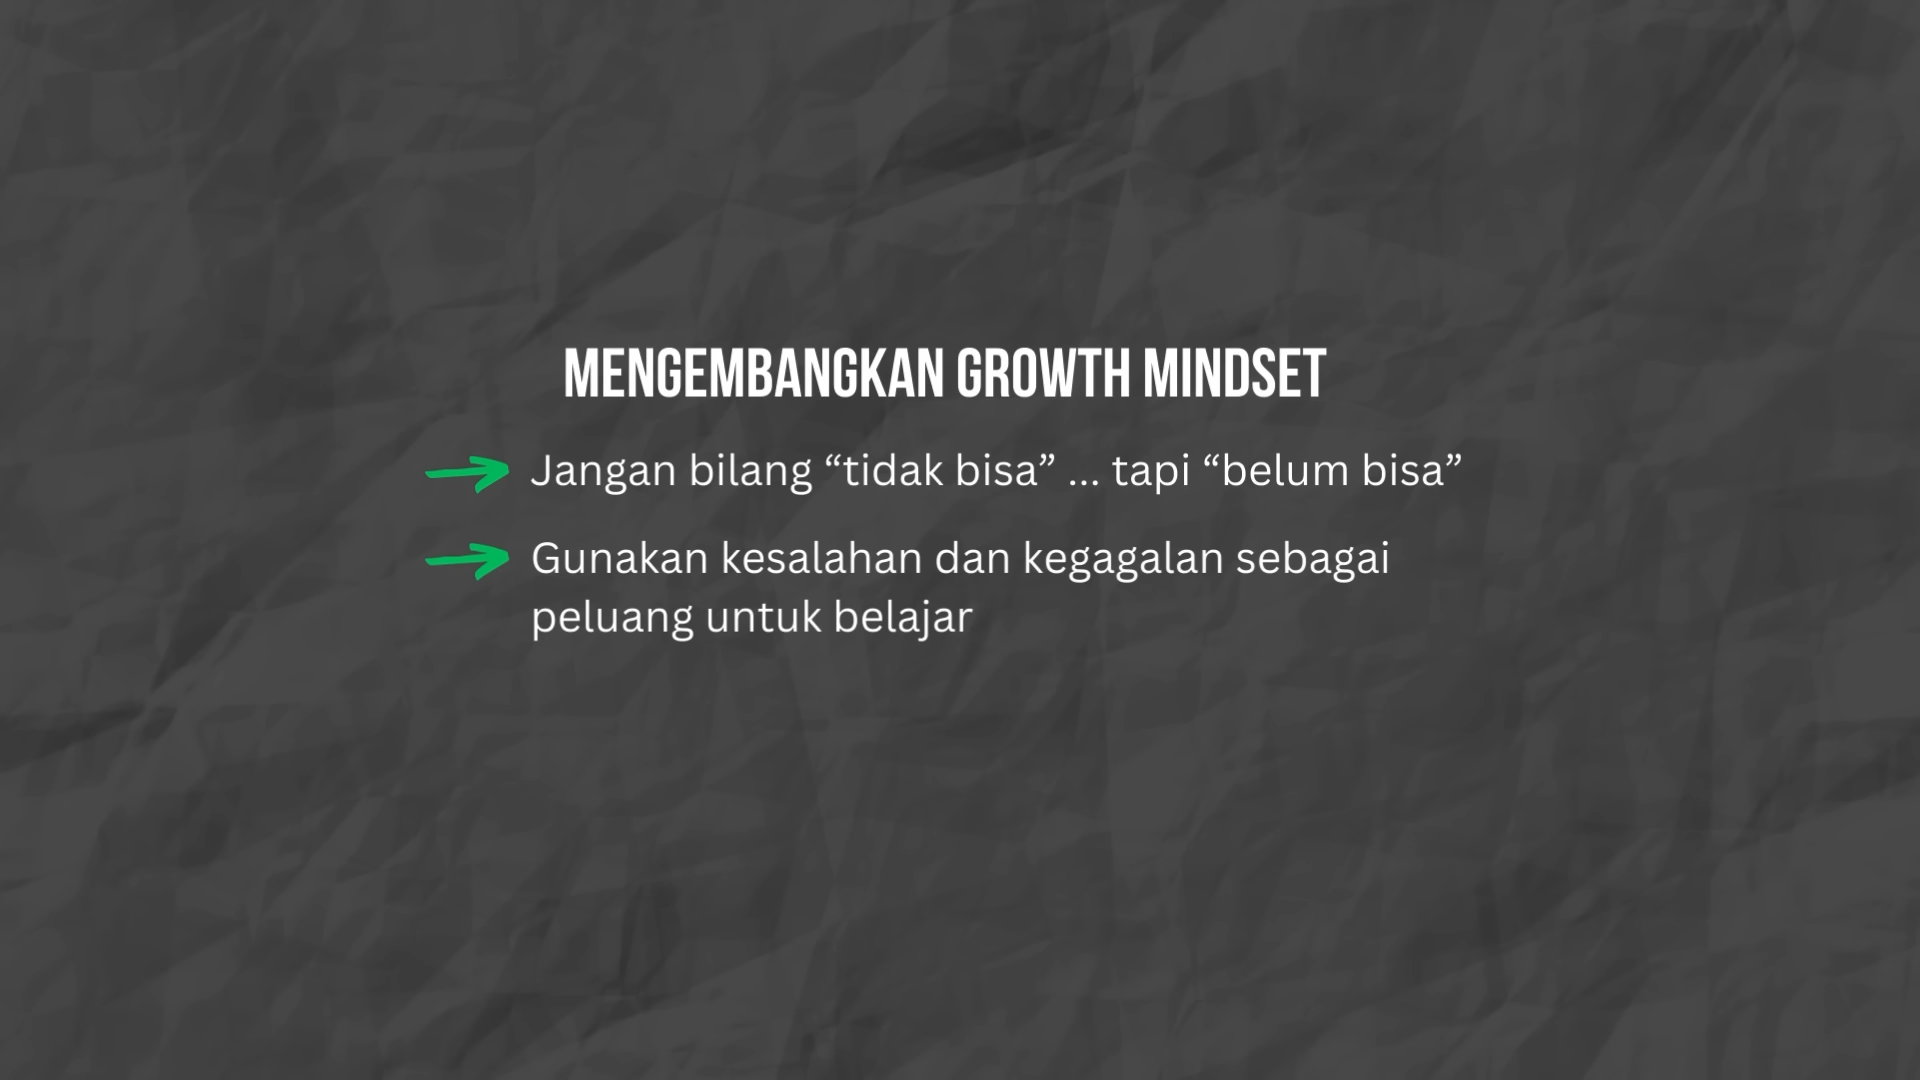 MENGEMBANGKAN GROWTH MINDSET
Jangan bilang “tidak bisa” ... tapi “belum bisa”
Gunakan kesalahan dan kegagalan sebagai
peluang untuk belajar